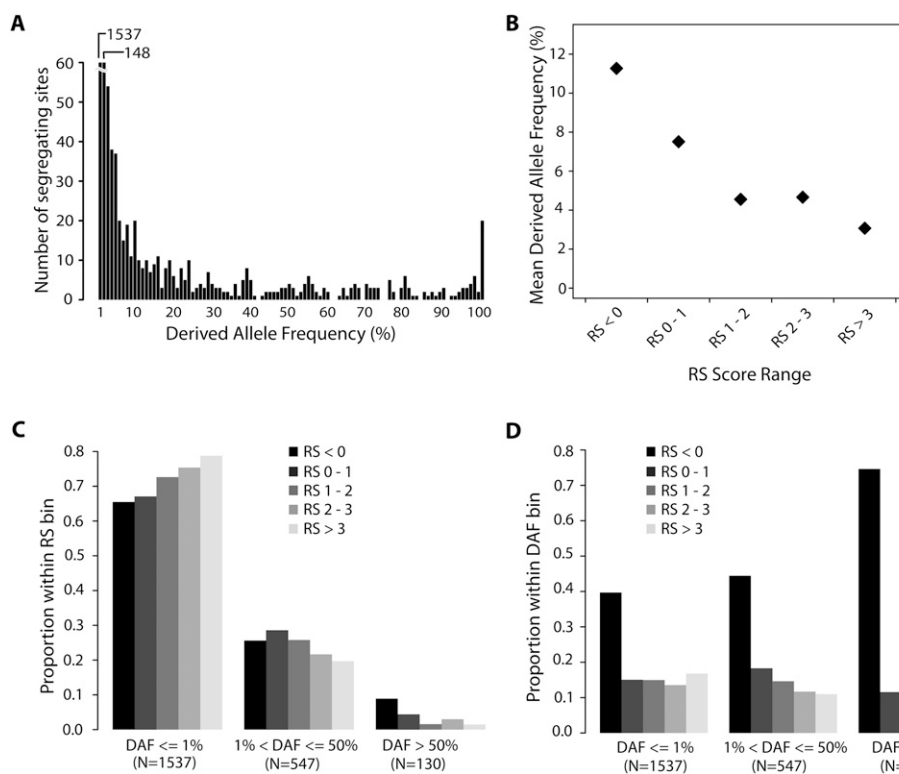 A
1537
148
60
50
40
30
20
10
0
Number of segregating sites
1 10 20 30 40 50 60 70 80 90 100
Derived Allele Frequency (%)
B
12
10
8
6
4
2
0
Mean Derived Allele Frequency (%)
RS < 0
RS 0 - 1
RS 1 - 2
RS 2 - 3
RS > 3
RS Score Range
C
0.8
0.7
0.6
0.5
0.4
0.3
0.2
0.1
0.0
Proportion within RS bin
RS < 0
RS 0 - 1
RS 1 - 2
RS 2 - 3
RS > 3
DAF <= 1% 1% < DAF <= 50% DAF > 50%
(N=1537) (N=547) (N=130)
D
0.8
0.6
0.4
0.2
0.1
0.0
Proportion within DAF bin
RS < 0
RS 0 - 1
RS 1 - 2
RS 2 - 3
RS > 3
DAF <= 1% 1% < DAF <= 50% DAF
(N=1537) (N=547) (N=